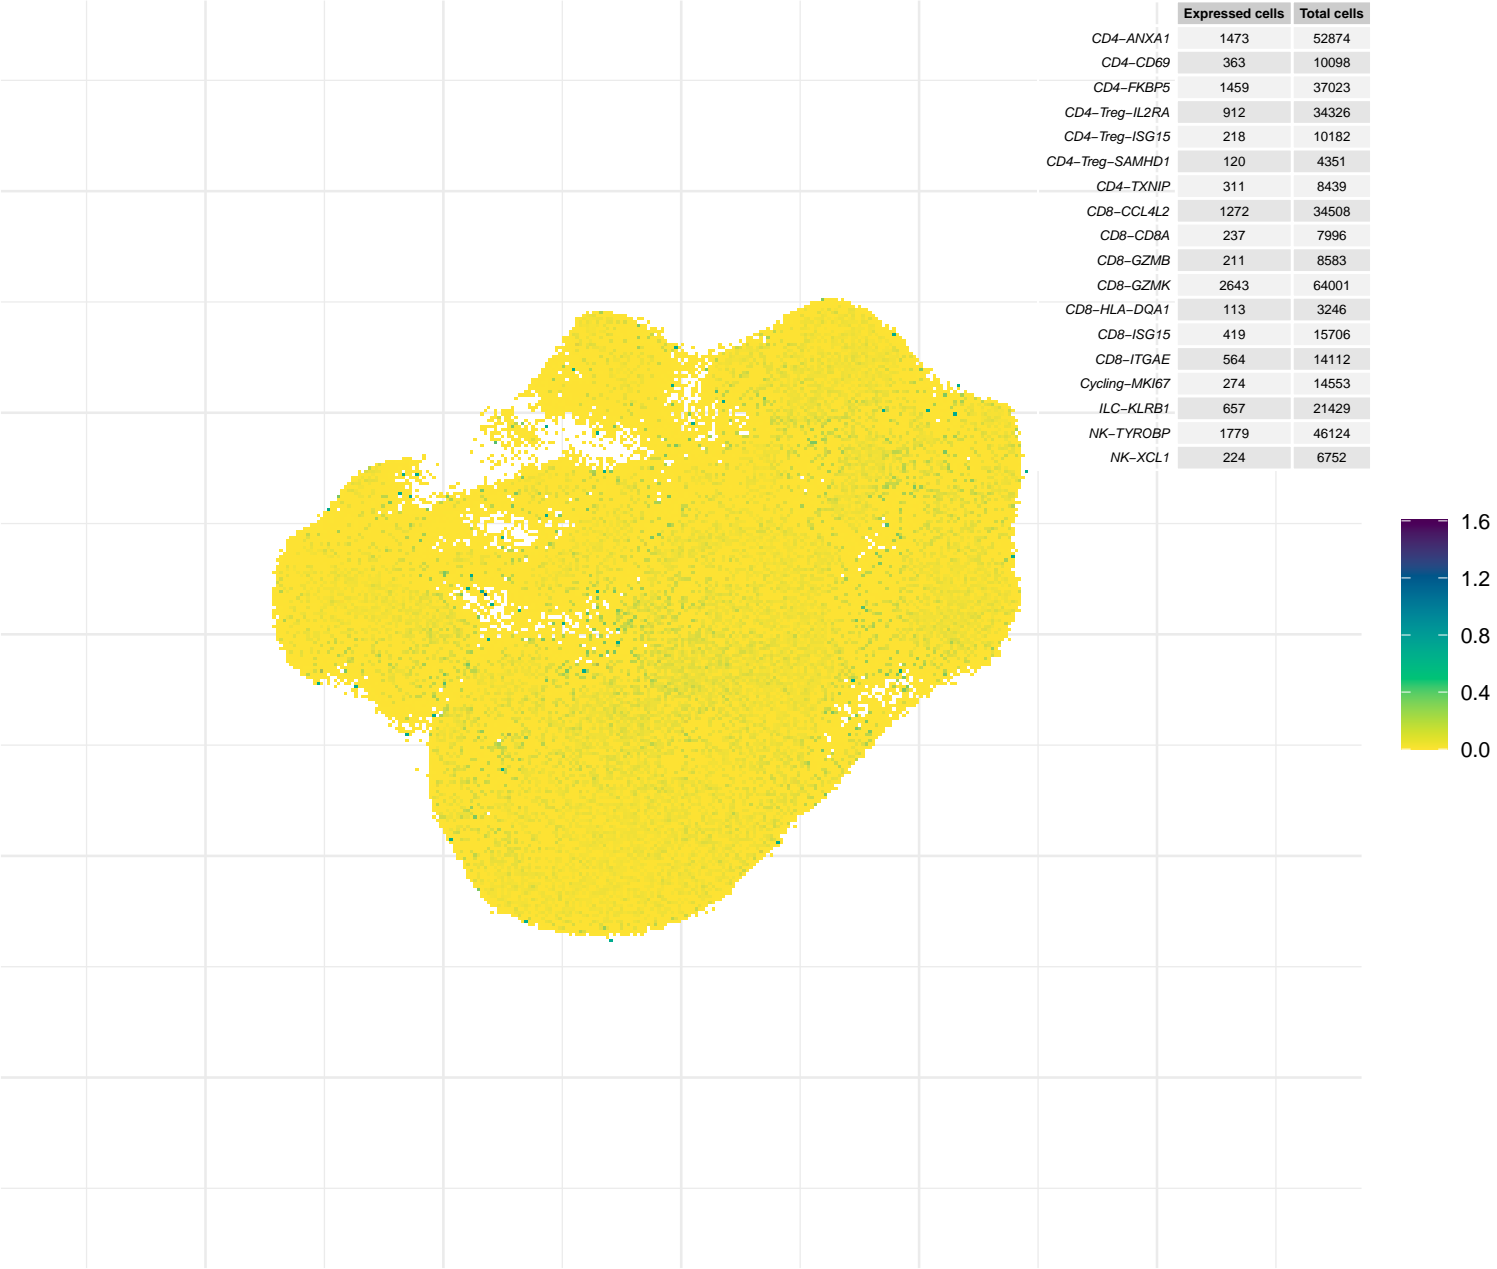 Expressed cells Total cells
CD4−ANXA1 1473 52874
CD4−CD69 363 10098
CD4−FKBP5 1459 37023
CD4−Treg−IL2RA 912 34326
CD4−Treg−ISG15 218 10182
CD4−Treg−SAMHD1 120 4351
CD4−TXNIP 311 8439
CD8−CCL4L2 1272 34508
CD8−CD8A 237 7996
CD8−GZMB 211 8583
CD8−GZMK 2643 64001
CD8−HLA−DQA1 113 3246
CD8−ISG15 419 15706
CD8−ITGAE 564 14112
Cycling−MKI67 274 14553
ILC−KLRB1 657 21429
NK−TYROBP 1779 46124
NK−XCL1 224 6752
1.6
1.2
0.8
0.4
0.0